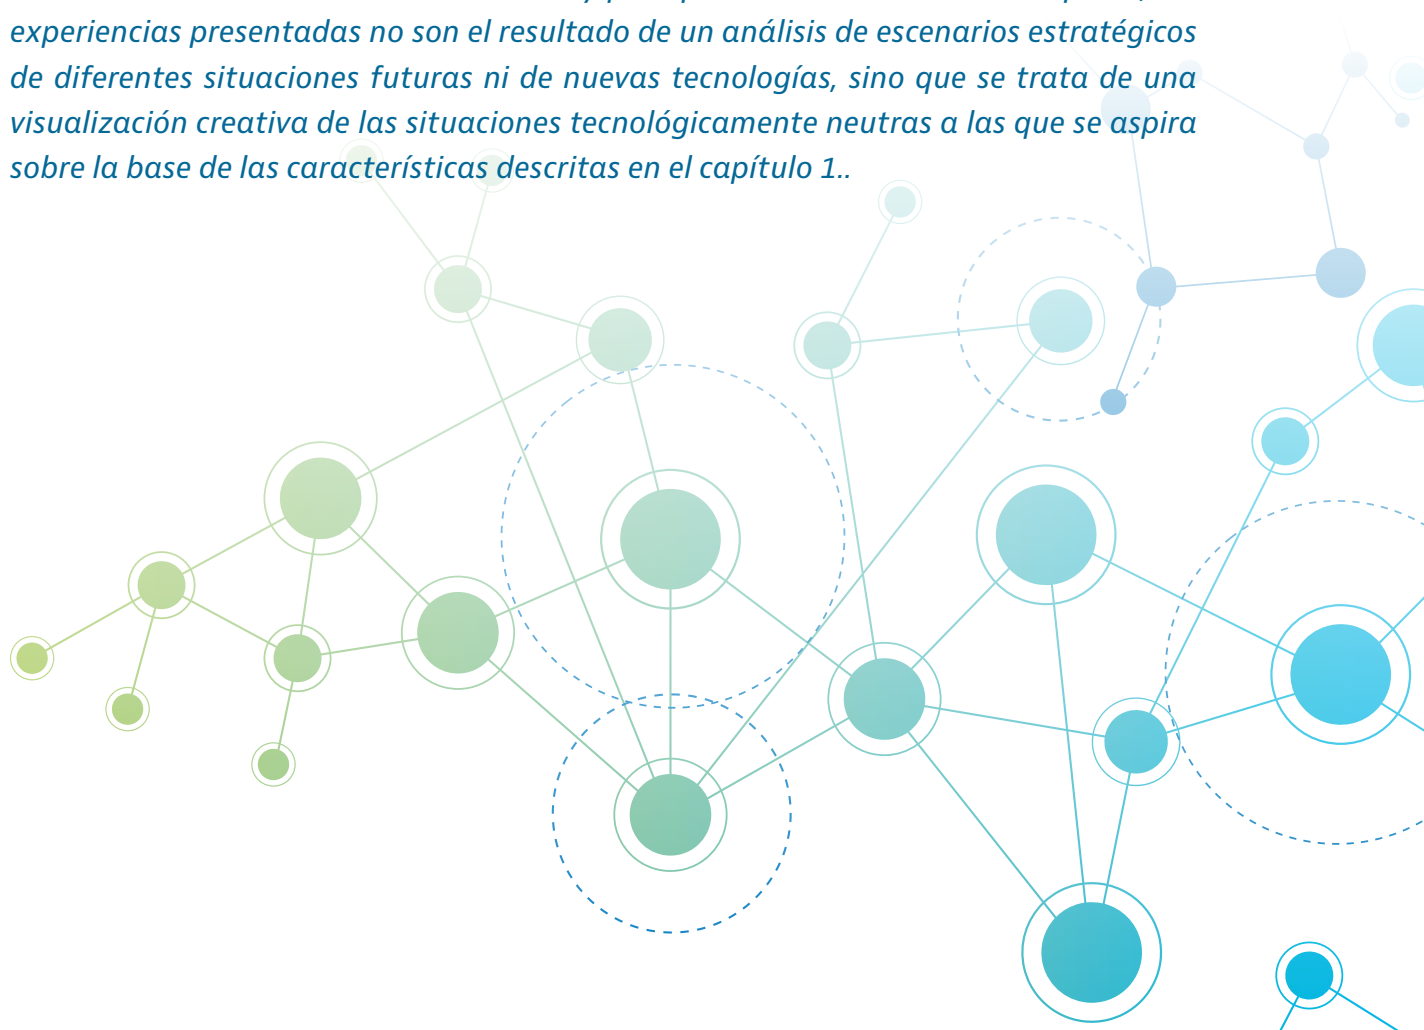 experiencias presentadas no son el resultado de un análisis de escenarios estratégicos
de diferentes situaciones futuras ni de nuevas tecnologías, sino que se trata de una
visualización creativa de las situaciones tecnológicamente neutras a las que se aspira
sobre la base de las características descritas en el capítulo 1..